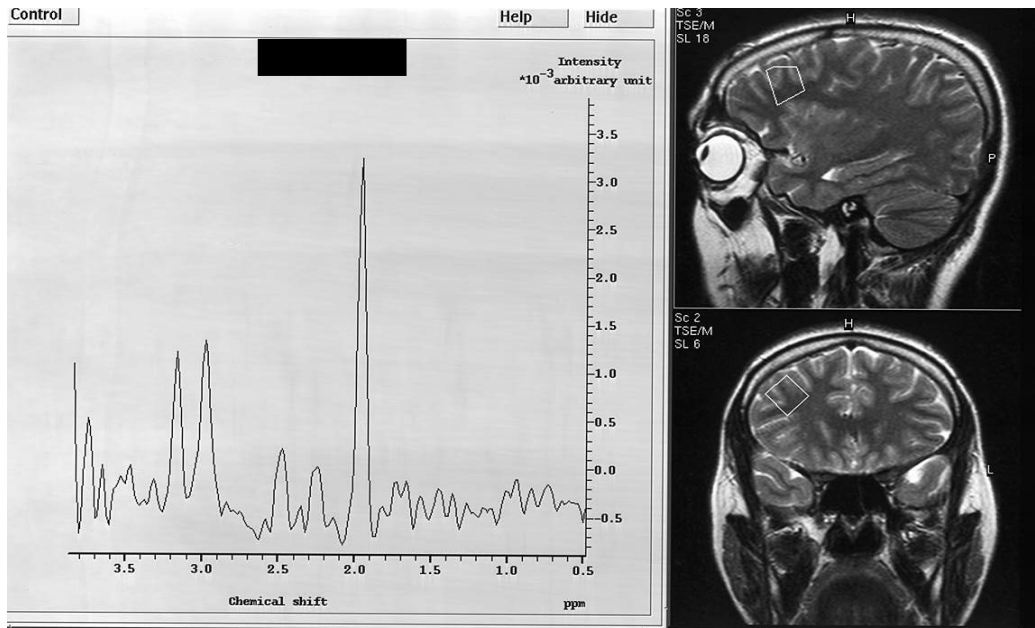 Control
Help
Hide
Intensity
*10-3 arbitrary unit
3.5
3.0
2.5
2.0
1.5
1.0
0.5
0.0
-0.5
3.5
3.0
2.5
2.0
1.5
1.0
0.5
Chemical shift
ppm
Sc 3
TSE/M
SL 18
H
P
Sc 2
TSE/M
SL 6
H
L